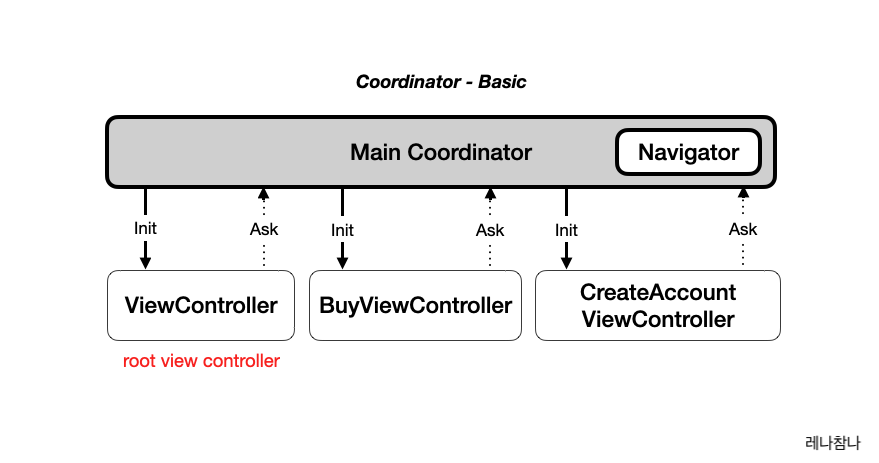 Coordinator - Basic
Main Coordinator
Navigator
Init
Ask
Init
Ask
Init
Ask
ViewController
BuyViewController
CreateAccount
ViewController
root view controller
레나참나